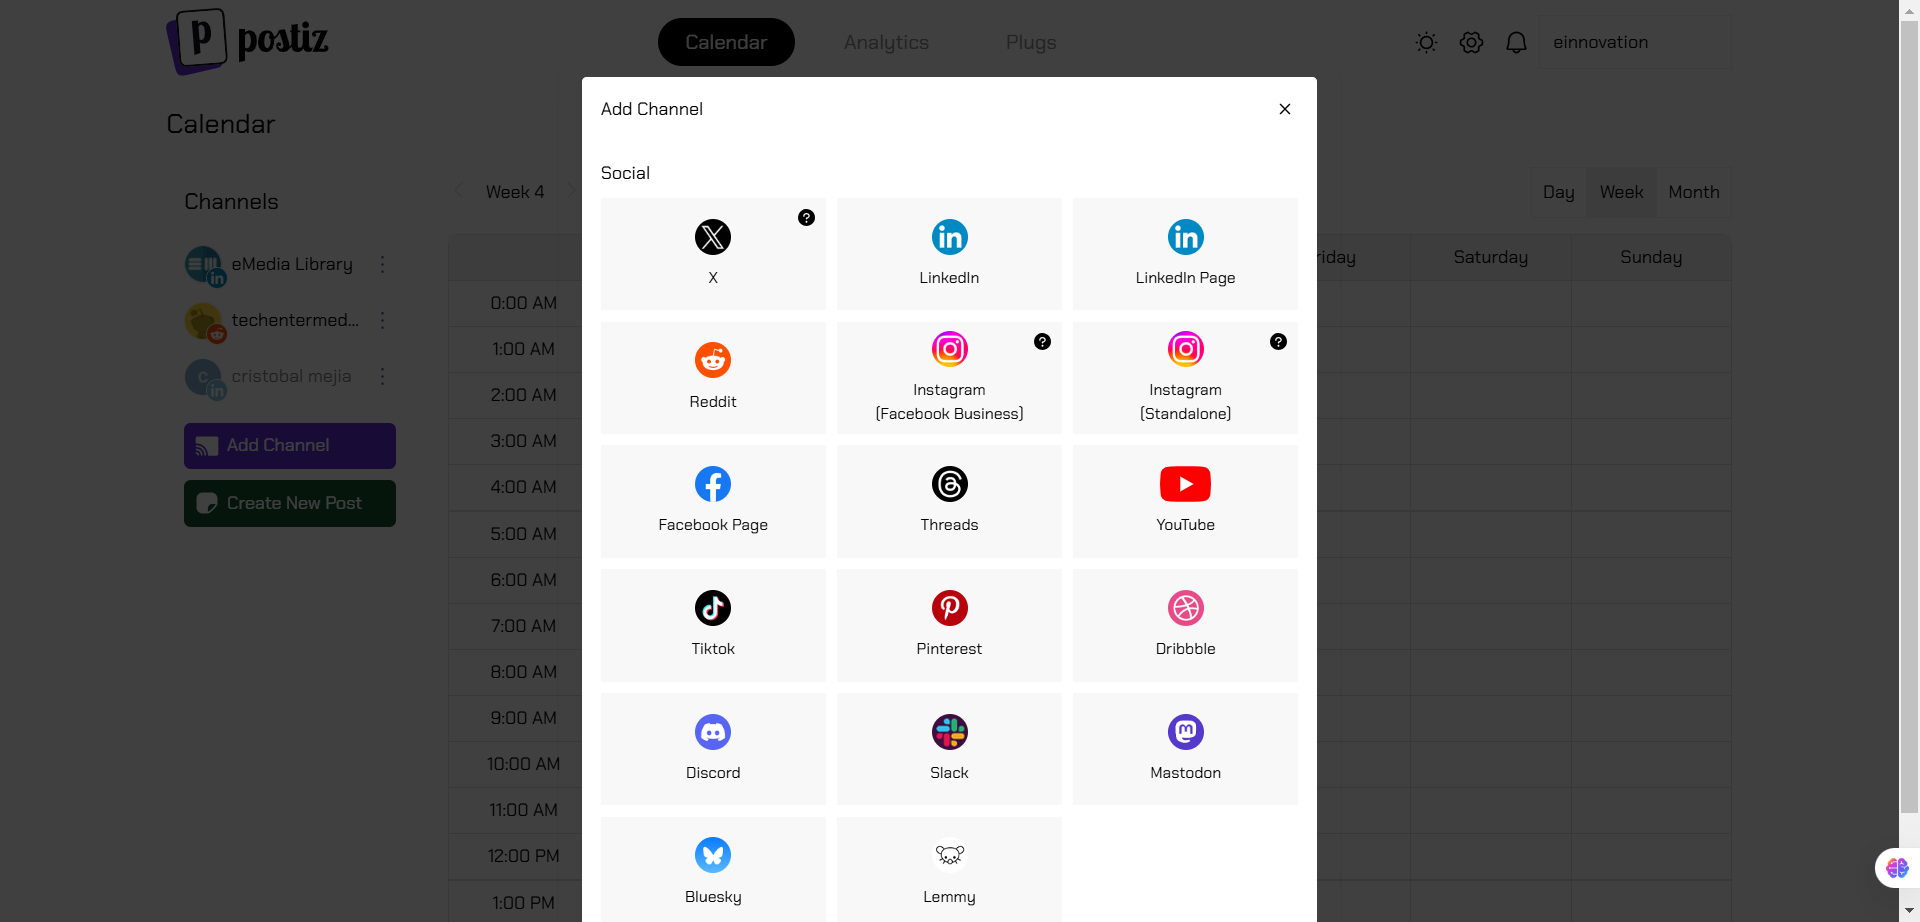 postiz
Calendar
Analytics
Plugs
einnovation
Calendar
Channels
eMedia Library
techentermed...
cristobal mejia
Add Channel
Create New Post
Week 4
Day
Week
Month
riday
Saturday
Sunday
0:00 AM
1:00 AM
2:00 AM
3:00 AM
4:00 AM
5:00 AM
6:00 AM
7:00 AM
8:00 AM
9:00 AM
10:00 AM
11:00 AM
12:00 PM
1:00 PM
Add Channel
Social
X
LinkedIn
LinkedIn Page
Reddit
Instagram
(Facebook Business)
Instagram
(Standalone)
Facebook Page
Threads
YouTube
Tiktok
Pinterest
Dribbble
Discord
Slack
Mastodon
Bluesky
Lemmy